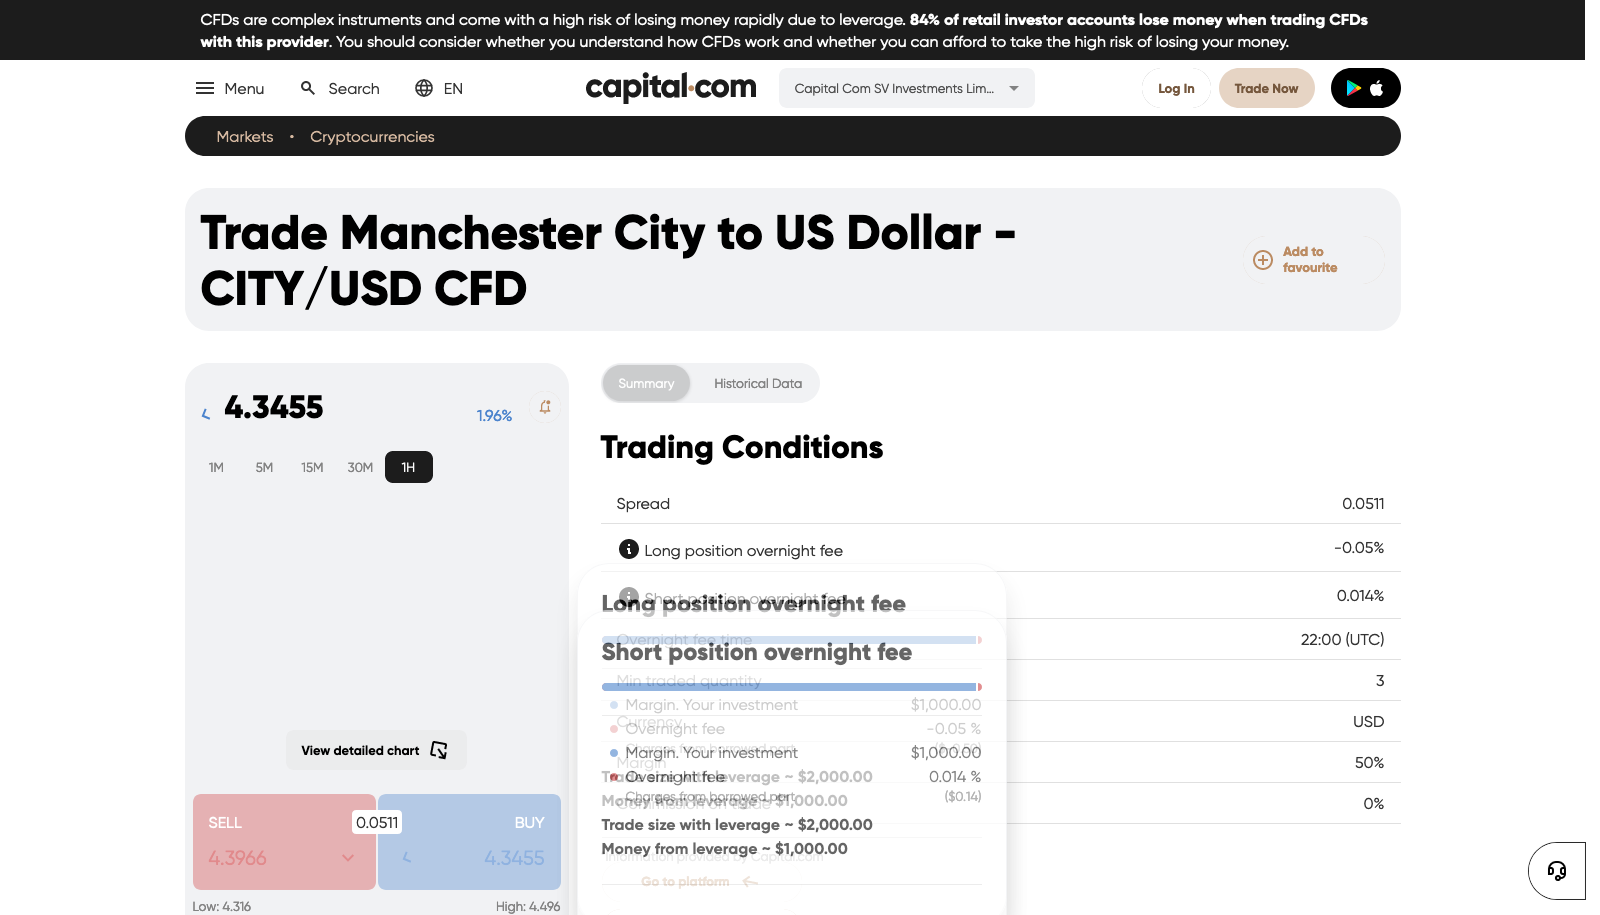 CFDs are complex instruments and come with a high risk of losing money rapidly due to leverage. 84% of retail investor accounts lose money when trading CFDs
with this provider. You should consider whether you understand how CFDs work and whether you can afford to take the high risk of losing your money.
Menu
Search
EN
capital.com
Capital Com SV Investments Lim...
Log In
Trade Now
Markets
Cryptocurrencies
Trade Manchester City to US Dollar -
CITY/USD CFD
Add to
favourite
4.3455
1.96%
1M 5M 15M 30M 1H
View detailed chart
SELL
4.3966
0.0511
BUY
4.3455
Low: 4.316
High: 4.496
Summary
Historical Data
Trading Conditions
Spread 0.0511
Long position overnight fee -0.05%
Short position overnight fee 0.014%
Overnight fee time 22:00 (UTC)
Min traded quantity 3
Currency USD
Margin 50%
Commission on trade 0%
Long position overnight fee
Margin. Your investment $1,000.00
Overnight fee -0.05 %
Charges from borrowed part
Trade size with leverage ~ $2,000.00
Money from leverage ~ $1,000.00
Short position overnight fee
Margin. Your investment $1,000.00
Overnight fee 0.014 %
Charges from borrowed part ($0.14)
Trade size with leverage ~ $2,000.00
Money from leverage ~ $1,000.00
Information provided by Capital.com
Go to platform